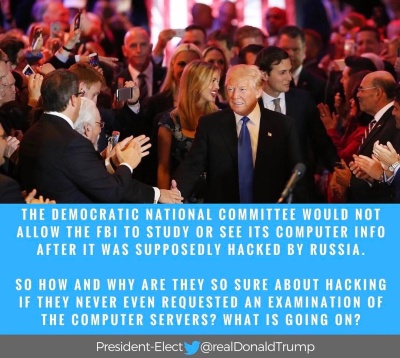 THE DEMOCRATIC NATIONAL COMMITTEE WOULD NOT
ALLOW THE FBI TO STUDY OR SEE ITS COMPUTER INFO
AFTER IT WAS SUPPOSEDLY HACKED BY RUSSIA.
SO HOW AND WHY ARE THEY SO SURE ABOUT HACKING
IF THEY NEVER EVEN REQUESTED AN EXAMINATION OF
THE COMPUTER SERVERS? WHAT IS GOING ON?
President-Elect @realDonaldTrump